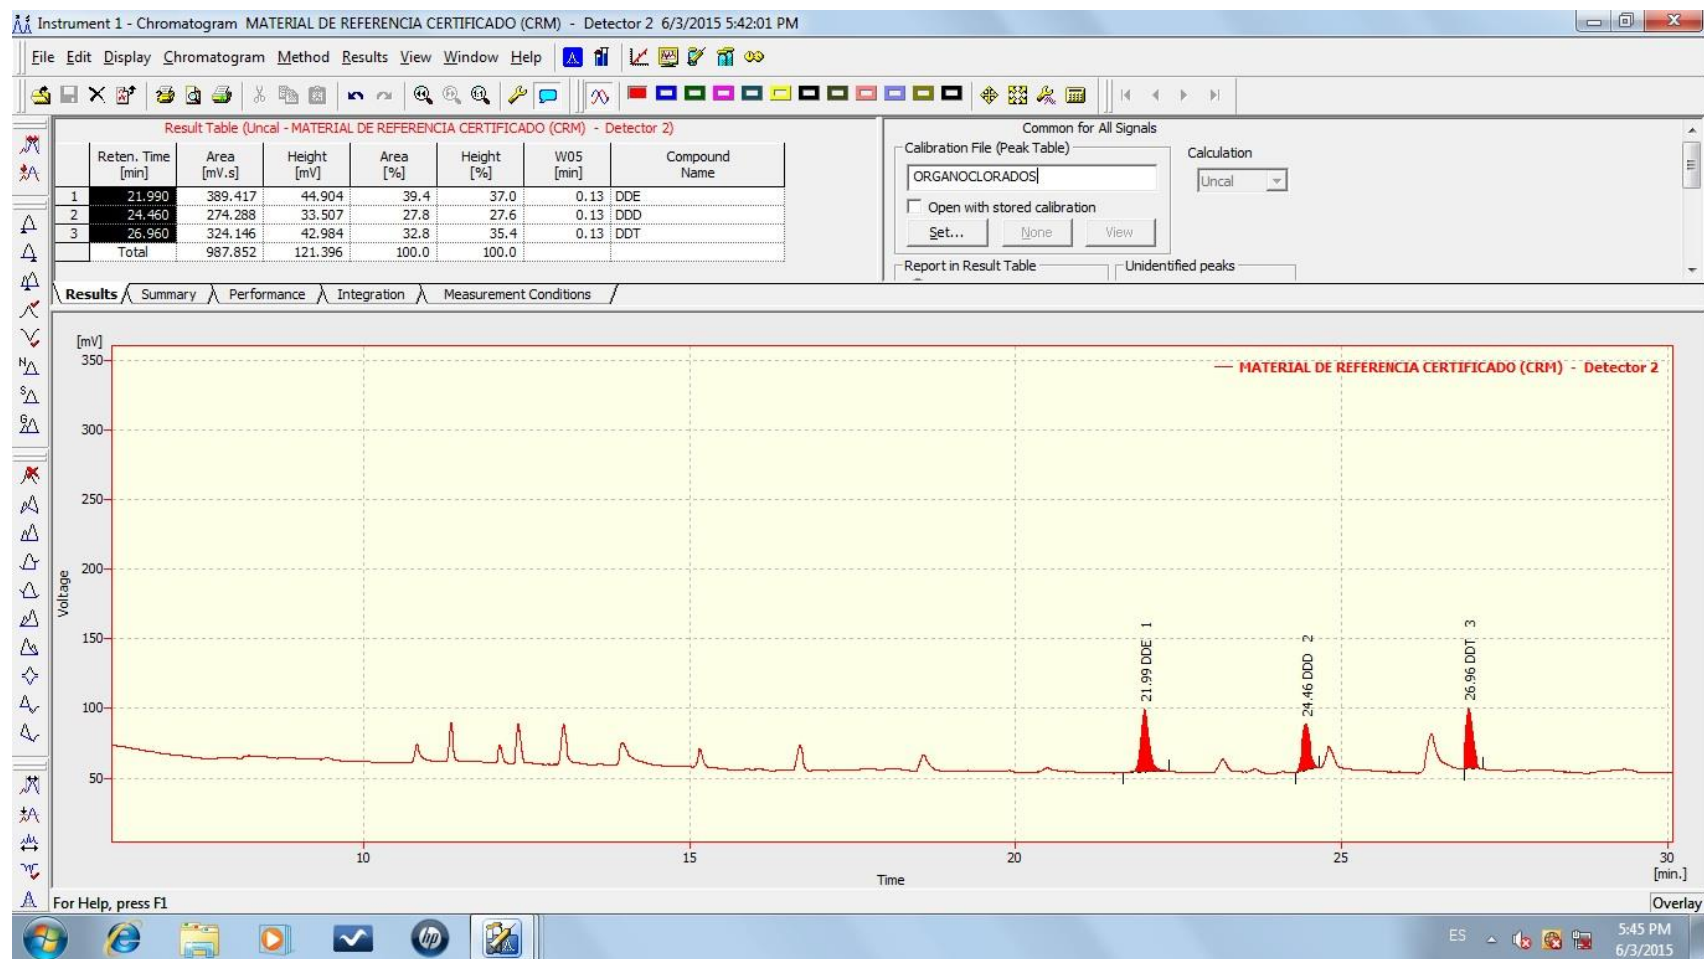 Instrument 1 - Chromatogram MATERIAL DE REFERENCIA CERTIFICADO (CRM) - Detector 2 6/3/2015 5:42:01 PM
File Edit Display Chromatogram Method Results View Window Help
Result Table (Uncal - MATERIAL DE REFERENCIA CERTIFICADO (CRM) - Detector 2)
Reten. Time [min] Area [mV.s] Height [mV] Area [%] Height [%] W05 [min] Compound Name
1 21.990 389.417 44.904 39.4 37.0 0.13 DDE
2 24.460 274.288 33.507 27.8 27.6 0.13 DDD
3 26.960 324.146 42.984 32.8 35.4 0.13 DDT
Total 987.852 121.396 100.0 100.0
Common for All Signals
Calibration File (Peak Table)
Calculation
ORGANOCLORADOS
Uncal
Open with stored calibration
Set... None View
Report in Result Table
Unidentified peaks
Results Summary Performance Integration Measurement Conditions
[mV]
350
MATERIAL DE REFERENCIA CERTIFICADO (CRM) - Detector 2
300
250
200
Voltage
150
100
50
21.99 DDE 1
24.46 DDD 2
26.96 DDT 3
10 15 20 25 30
Time
[min.]
For Help, press F1
Overlay
hp
ES
5:45 PM
6/3/2015